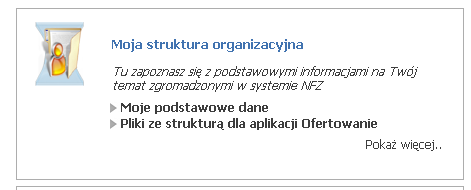 Moja struktura organizacyjna
Tu zapoznasz się z podstawowymi informacjami na Twój
temat zgromadzonymi w systemie NFZ
Moje podstawowe dane
Pliki ze strukturą dla aplikacji Ofertowanie
Pokaż więcej..